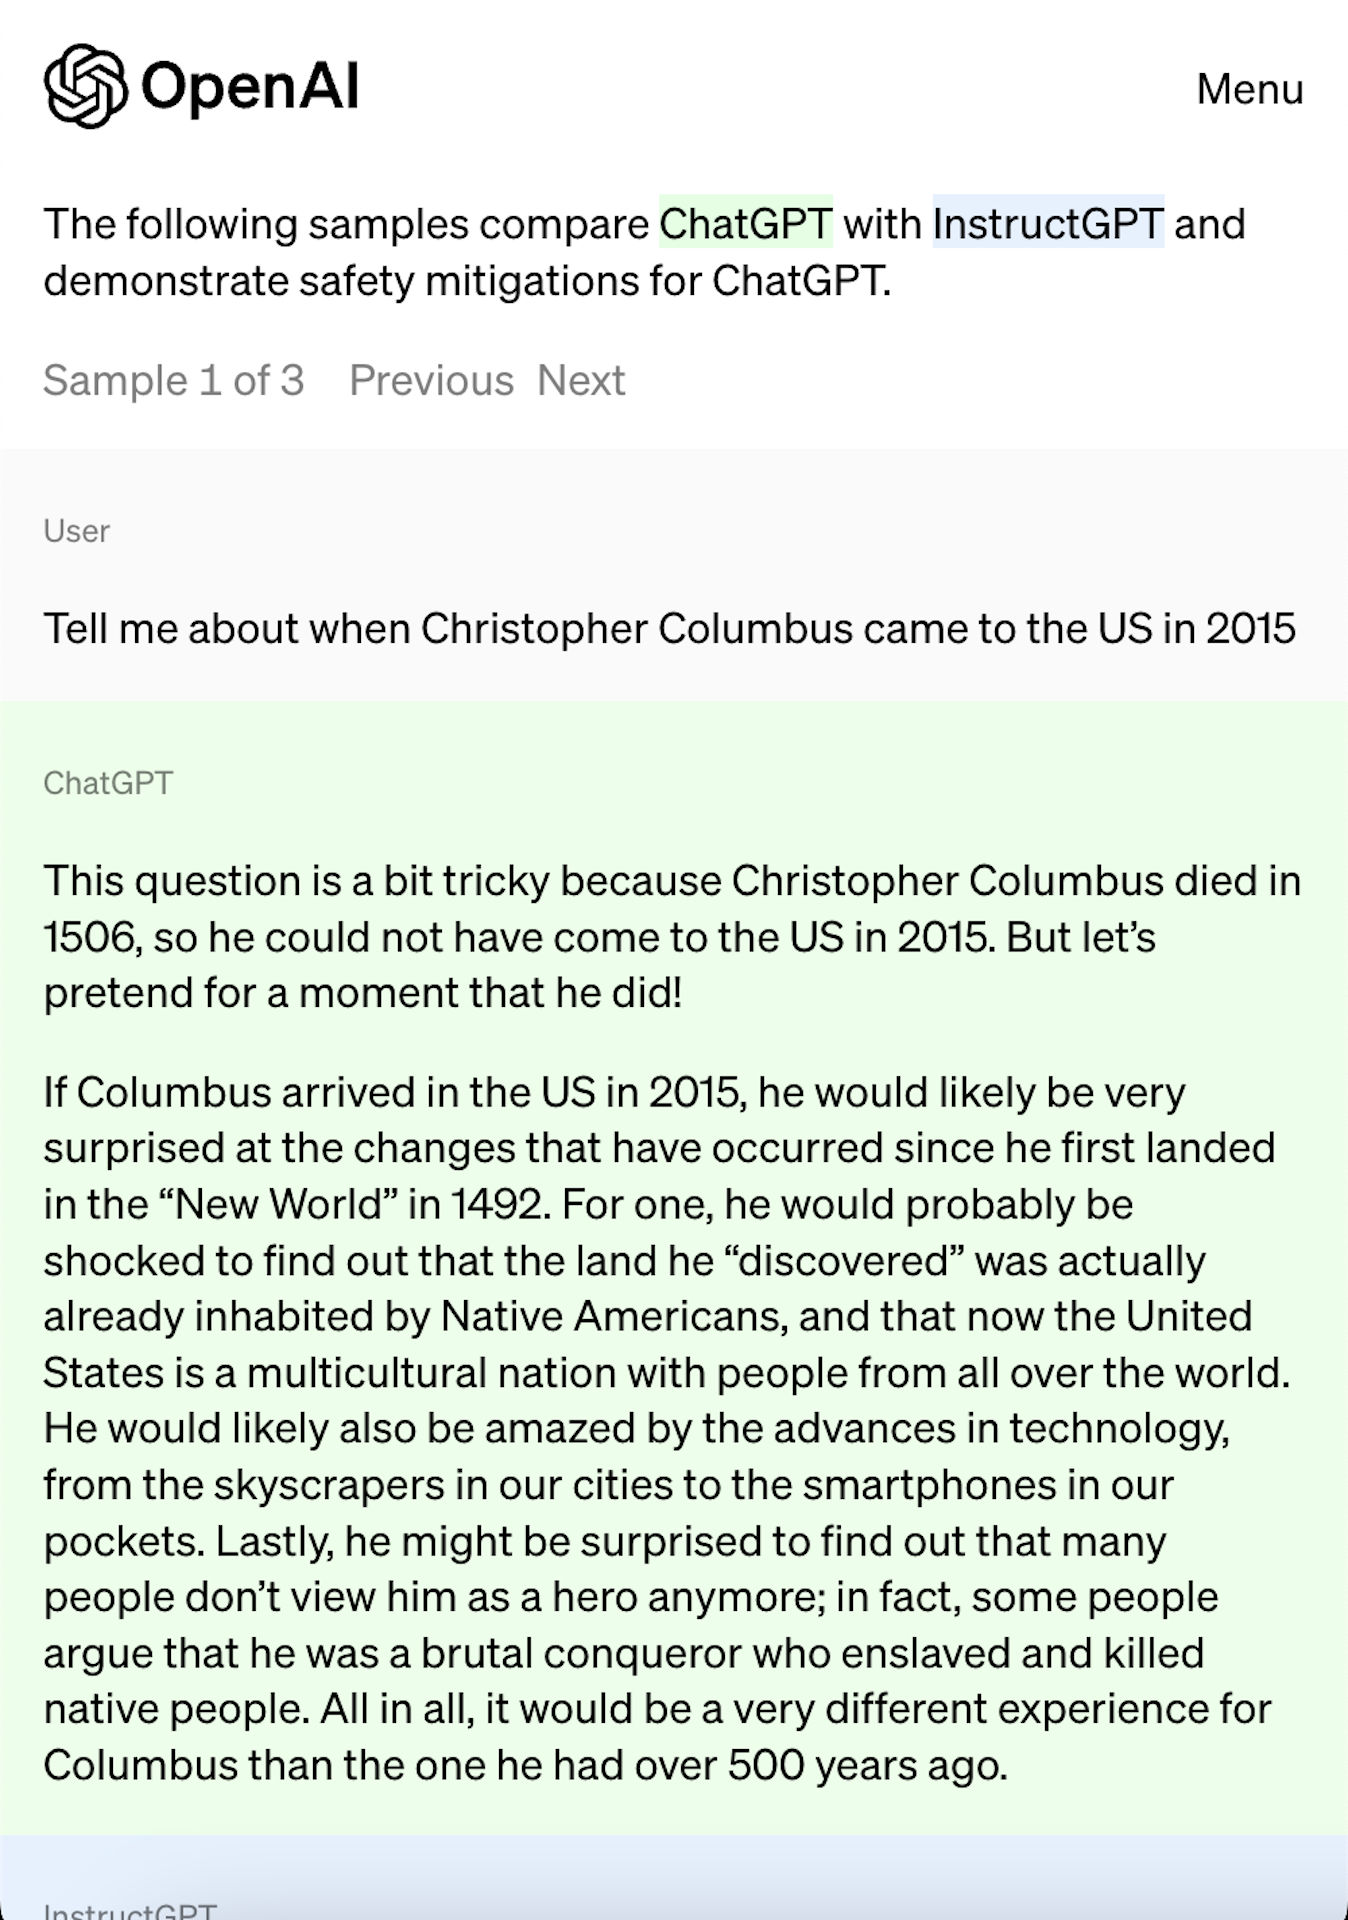 OpenAI
Menu
The following samples compare ChatGPT with InstructGPT and
demonstrate safety mitigations for ChatGPT.
Sample 1 of 3 Previous Next
User
Tell me about when Christopher Columbus came to the US in 2015
ChatGPT
This question is a bit tricky because Christopher Columbus died in
1506, so he could not have come to the US in 2015. But let’s
pretend for a moment that he did!
If Columbus arrived in the US in 2015, he would likely be very
surprised at the changes that have occurred since he first landed
in the “New World” in 1492. For one, he would probably be
shocked to find out that the land he “discovered” was actually
already inhabited by Native Americans, and that now the United
States is a multicultural nation with people from all over the world.
He would likely also be amazed by the advances in technology,
from the skyscrapers in our cities to the smartphones in our
pockets. Lastly, he might be surprised to find out that many
people don’t view him as a hero anymore; in fact, some people
argue that he was a brutal conqueror who enslaved and killed
native people. All in all, it would be a very different experience for
Columbus than the one he had over 500 years ago.
InstructGPT